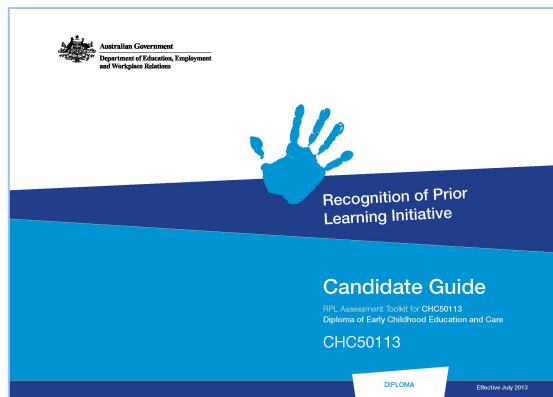 Australian Government
Department of Education, Employment
and Workplace Relations
Recognition of Prior
Learning Initiative
Candidate Guide
RPL Assessment Toolkit for CHC50113
Diploma of Early Childhood Education and Care
CHC50113
DIPLOMA
Effective July 2013